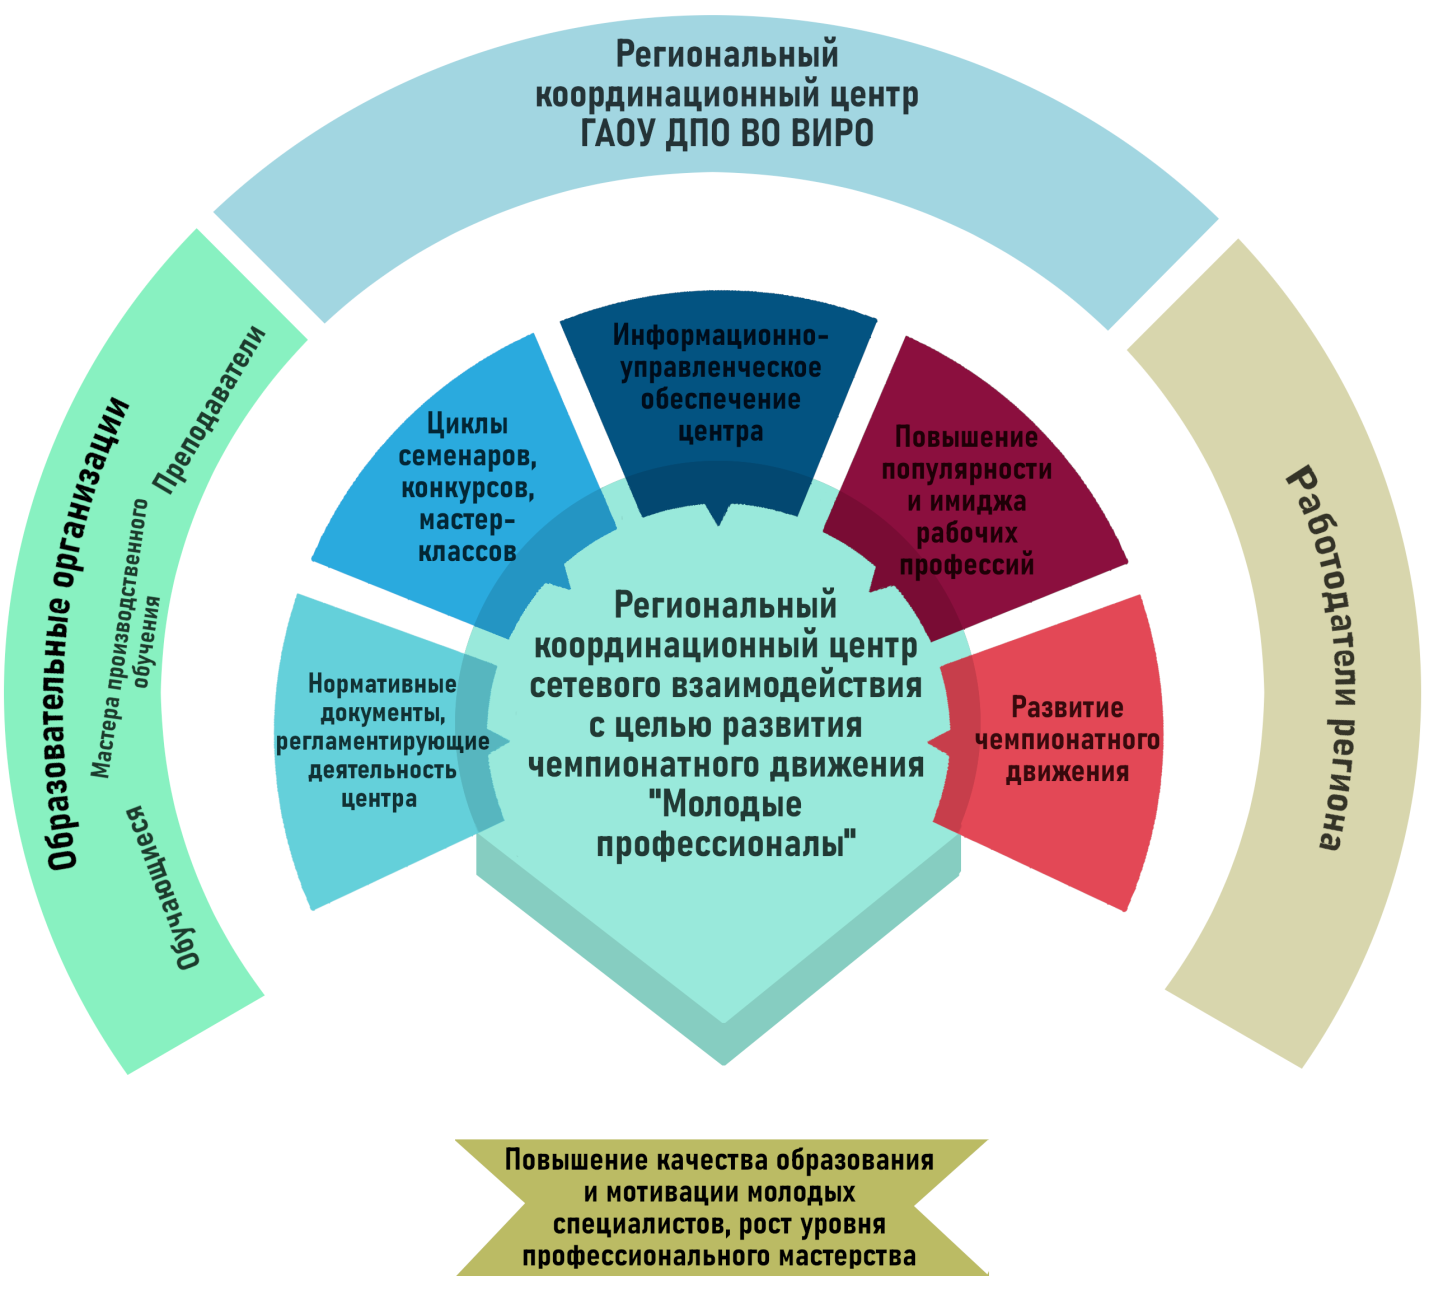 Региональный
координационный центр
ГАОУ ДПО ВО ВИРО
Образовательные организации
Преподаватели
Мастера производственного
обучения
Обучающиеся
Работодатели региона
Информационно-
управленческое
обеспечение
центра
Циклы
семенаров,
конкурсов,
мастер-
классов
Повышение
популярности
и имиджа
рабочих
профессий
Нормативные
документы,
регламентирующие
деятельность
центра
Развитие
чемпионатного
движения
Региональный
координационный центр
сетевого взаимодействия
с целью развития
чемпионатного движения
"Молодые
профессионалы"
Повышение качества образования
и мотивации молодых
специалистов, рост уровня
профессионального мастерства